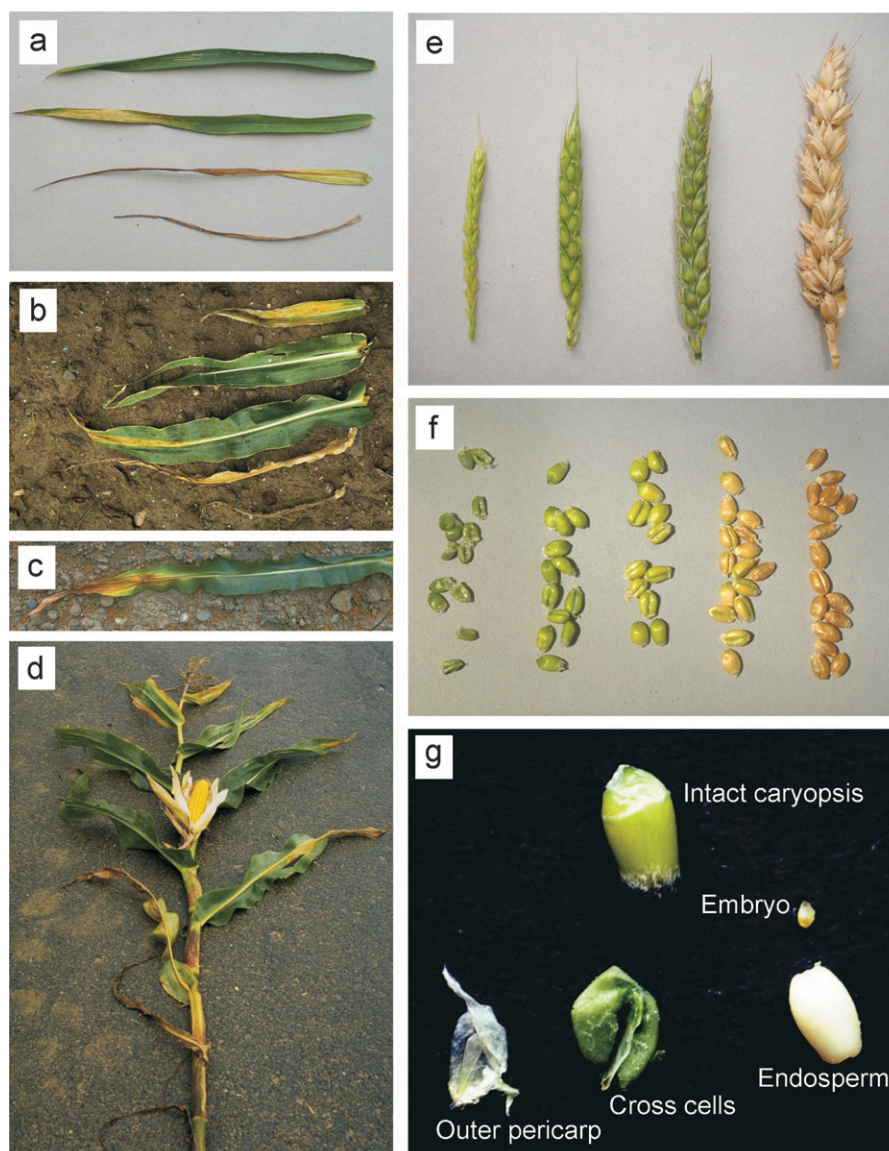 a
b
c
d
e
f
g
Intact caryopsis
Embryo
Endosperm
Cross cells
Outer pericarp